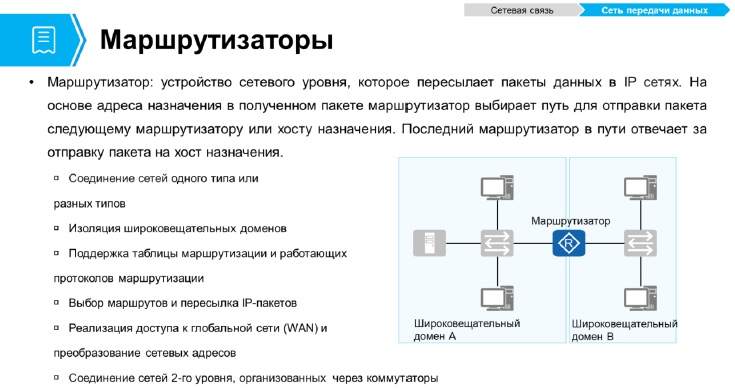 Сетевая связь
Сеть передачи данных
Маршрутизаторы
• Маршрутизатор: устройство сетевого уровня, которое пересылает пакеты данных в IP сетях. На
основе адреса назначения в полученном пакете маршрутизатор выбирает путь для отправки пакета
следующему маршрутизатору или хосту назначения. Последний маршрутизатор в пути отвечает за
отправку пакета на хост назначения.
▫ Соединение сетей одного типа или
разных типов
▫ Изоляция широковещательных доменов
▫ Поддержка таблицы маршрутизации и работающих
протоколов маршрутизации
▫ Выбор маршрутов и пересылка IP-пакетов
▫ Реализация доступа к глобальной сети (WAN) и
преобразование сетевых адресов
▫ Соединение сетей 2-го уровня, организованных через коммутаторы
Маршрутизатор
R
Широковещательный
домен A
Широковещательный
домен B